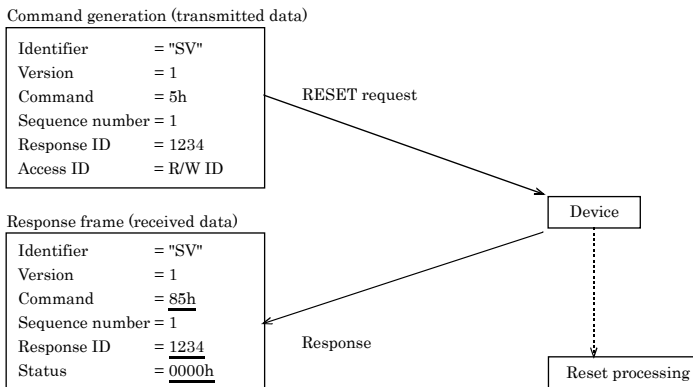 Command generation (transmitted data)
Identifier = "SV"
Version = 1
Command = 5h
Sequence number = 1
Response ID = 1234
Access ID = R/W ID
RESET request
Device
Response frame (received data)
Identifier = "SV"
Version = 1
Command = 85h
Sequence number = 1
Response ID = 1234
Status = 0000h
Response
Reset processing